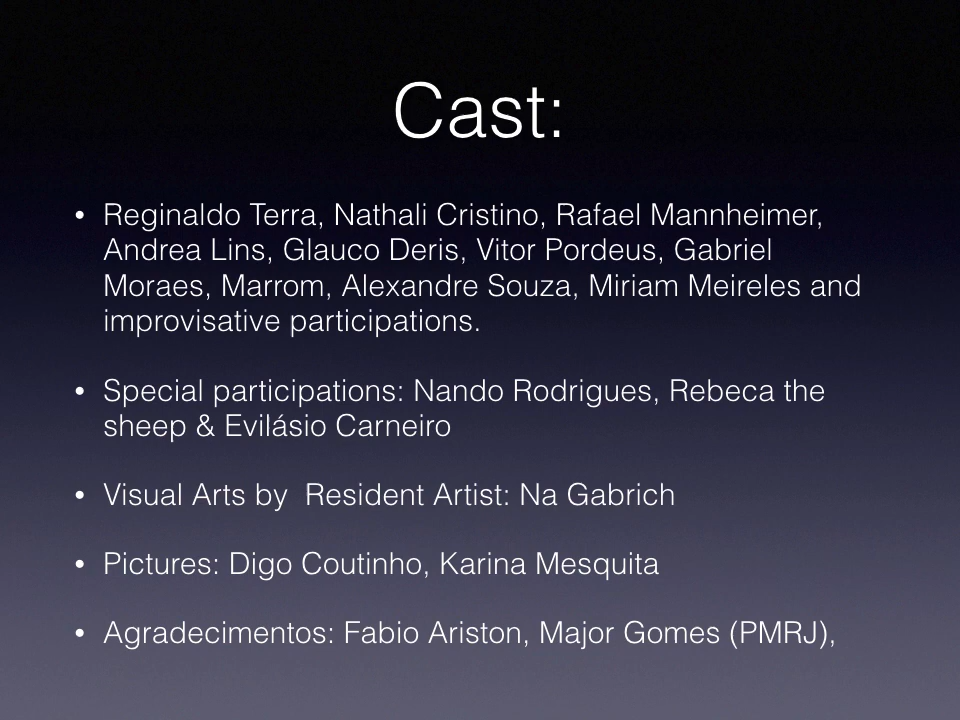 Cast:
• Reginaldo Terra, Nathali Cristino, Rafael Mannheimer,
Andrea Lins, Glauco Deris, Vitor Pordeus, Gabriel
Moraes, Marrom, Alexandre Souza, Miriam Meireles and
improvisative participations.
• Special participations: Nando Rodrigues, Rebeca the
sheep & Evilásio Carneiro
• Visual Arts by  Resident Artist: Na Gabrich
• Pictures: Digo Coutinho, Karina Mesquita
• Agradecimentos: Fabio Ariston, Major Gomes (PMRJ),